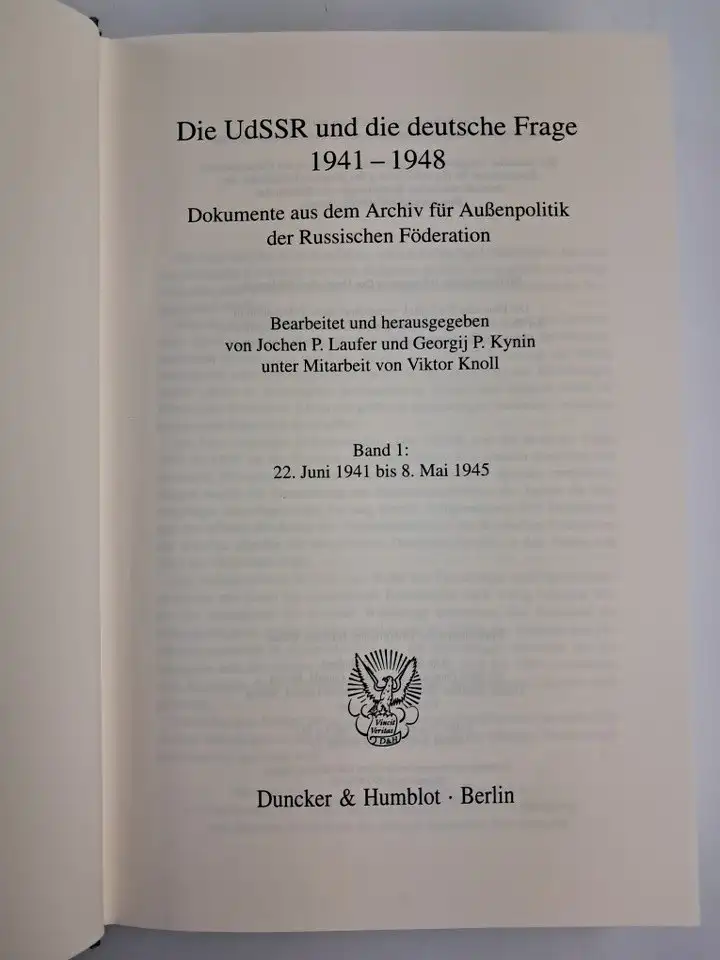 Die UdSSR und die deutsche Frage
1941 – 1948
Dokumente aus dem Archiv für Außenpolitik
der Russischen Föderation
Bearbeitet und herausgegeben
von Jochen P. Laufer und Georgij P. Kynin
unter Mitarbeit von Viktor Knoll
Band 1:
22. Juni 1941 bis 8. Mai 1945
Vincit
Veritas
D&H
Duncker & Humblot · Berlin